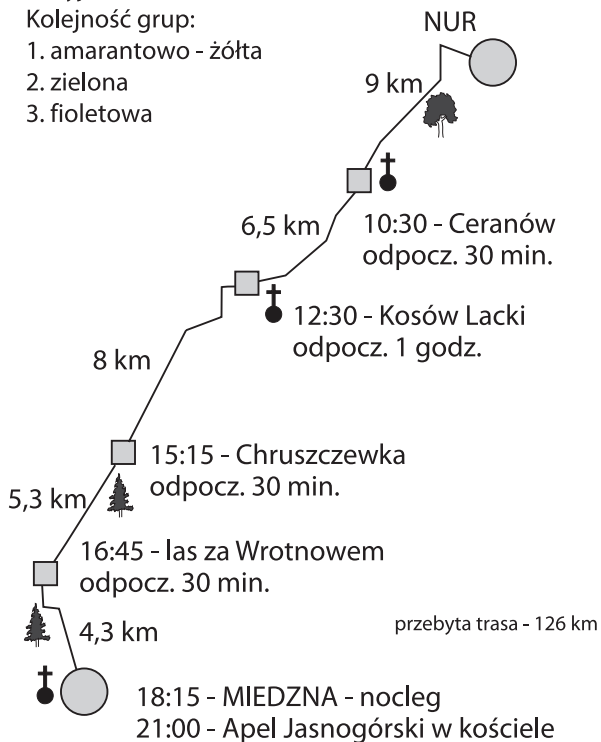 Kolejność grup:
1. amarantowo - żółta
2. zielona
3. fioletowa
NUR
9 km
10:30 - Ceranów
odpocz. 30 min.
6,5 km
12:30 - Kosów Lacki
odpocz. 1 godz.
8 km
15:15 - Chruszczewka
odpocz. 30 min.
5,3 km
16:45 - las za Wrotnowem
odpocz. 30 min.
4,3 km
przebyta trasa - 126 km
18:15 - MIEDZNA - nocleg
21:00 - Apel Jasnogórski w kościele